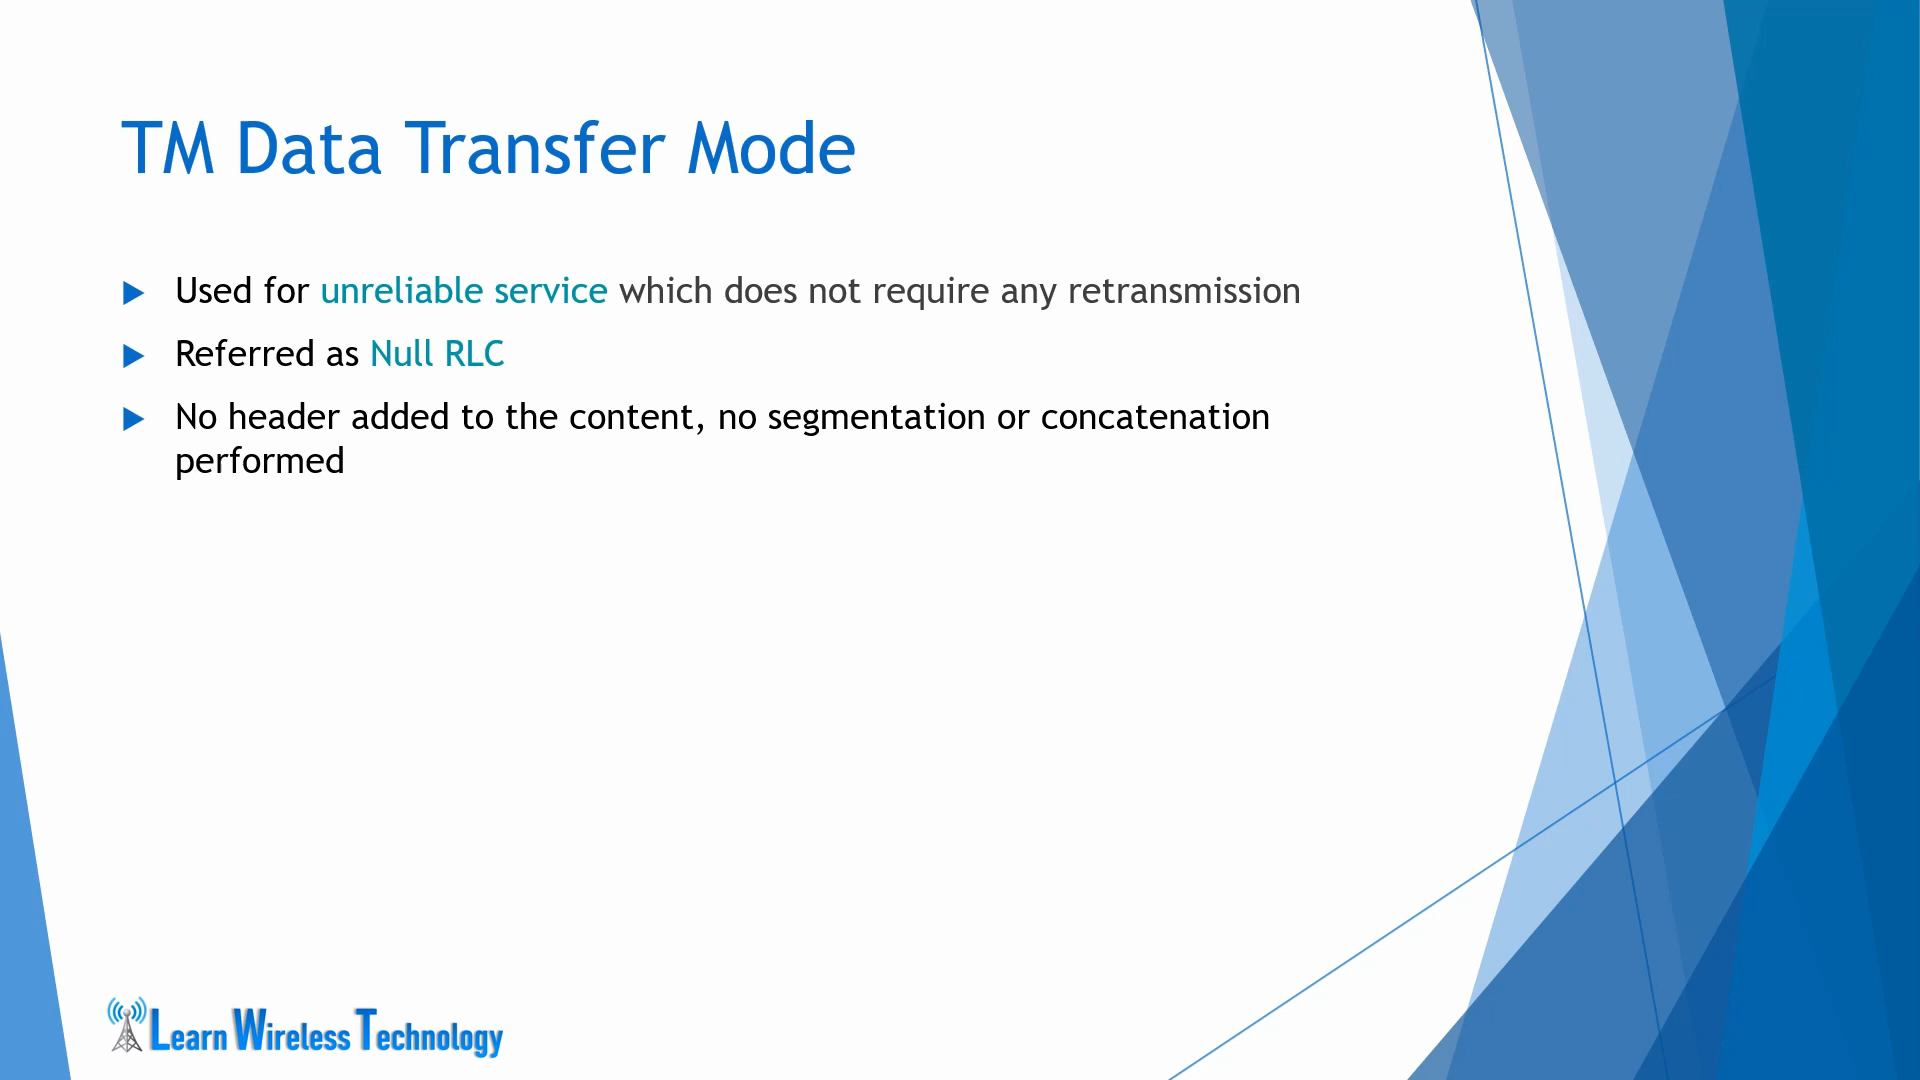 TM Data Transfer Mode
Used for unreliable service which does not require any retransmission
Referred as Null RLC
No header added to the content, no segmentation or concatenation
performed
Learn Wireless Technology